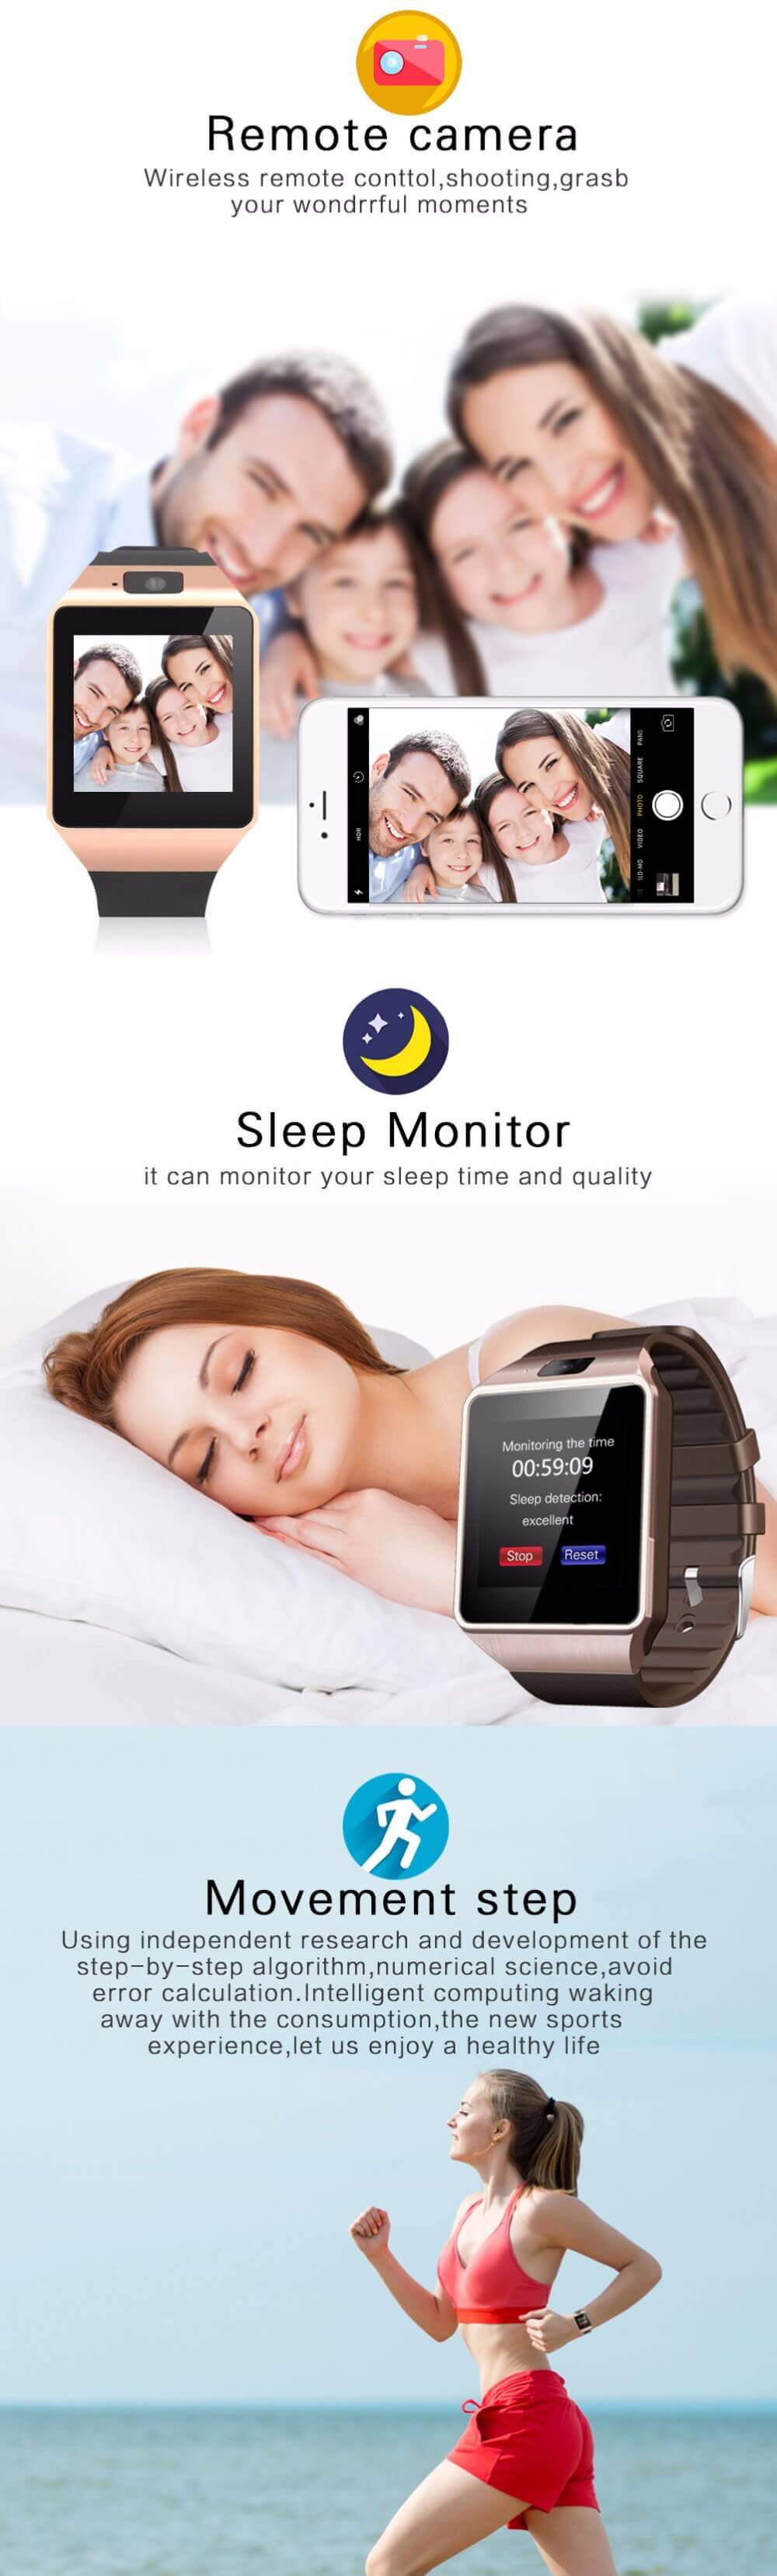 Remote camera
Wireless remote conttol,shooting,grasb
your wondrrful moments
HDR
PANO
SQUARE
PHOTO
VIDEO
SLO-MO
Sleep Monitor
it can monitor your sleep time and quality
Monitoring the time
00:59:09
Sleep detection:
excellent
Stop
Reset
Movement step
Using independent research and development of the
step-by-step algorithm,numerical science,avoid
error calculation.Intelligent computing waking
away with the consumption,the new sports
experience,let us enjoy a healthy life